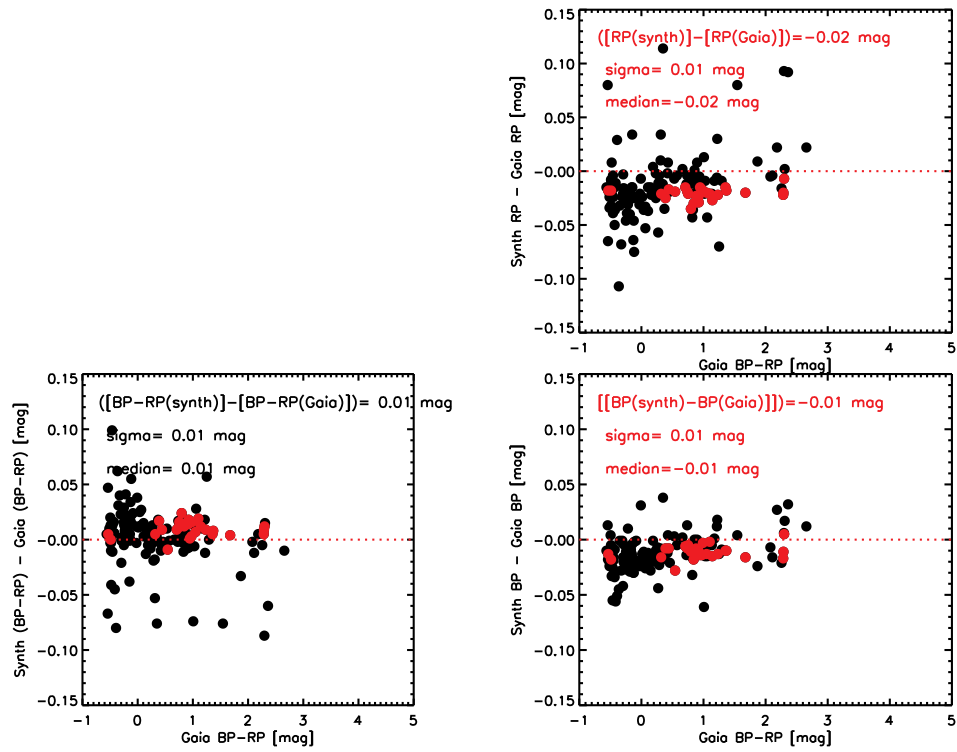 ([RP(synth)]-[RP(Gaia)])=-0.02 mag
sigma= 0.01 mag
median=-0.02 mag
0.15
0.10
0.05
-0.00
-0.05
-0.10
-0.15
Synth RP - Gaia RP [mag]
-1 0 1 2 3 4 5
Gaia BP-RP [mag]
([BP-RP(synth)]-[BP-RP(Gaia)])= 0.01 mag
sigma= 0.01 mag
median= 0.01 mag
0.15
0.10
0.05
-0.00
-0.05
-0.10
-0.15
Synth (BP-RP) - Gaia (BP-RP) [mag]
-1 0 1 2 3 4 5
Gaia BP-RP [mag]
[[BP(synth)-BP(Gaia)]])=-0.01 mag
sigma= 0.01 mag
median=-0.01 mag
0.15
0.10
0.05
-0.00
-0.05
-0.10
-0.15
Synth BP - Gaia BP [mag]
-1 0 1 2 3 4 5
Gaia BP-RP [mag]